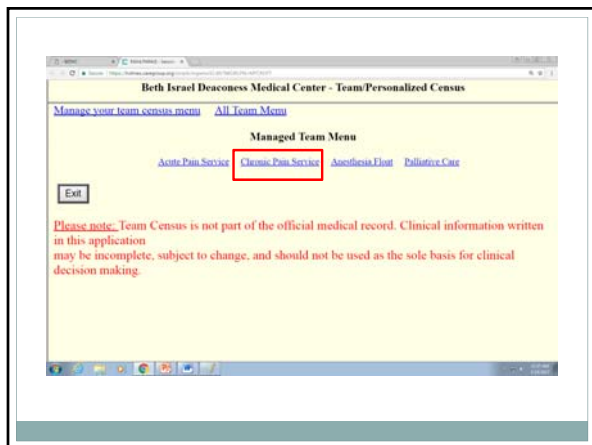 Beth Israel Deaconess Medical Center - Team/Personalized Census
Manage your team census menu All Team Menu
Managed Team Menu
Acute Pain Service Chronic Pain Service Anesthesia Float Palliative Care
Exit
Please note: Team Census is not part of the official medical record. Clinical information written
in this application
may be incomplete, subject to change, and should not be used as the sole basis for clinical
decision making.